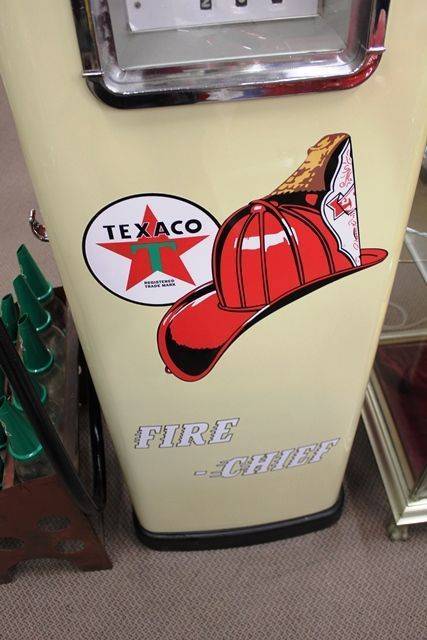 TEXACO
T
REGISTERED
TRADE MARK
FIRE
- CHIEF